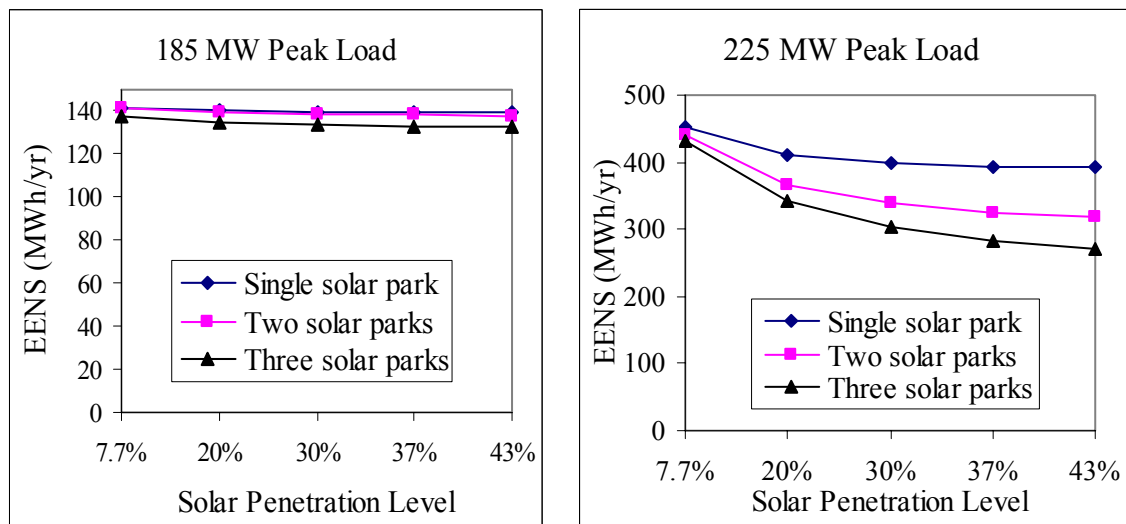 185 MW Peak Load
EENS (MWh/yr)
140
120
100
80
60
40
20
0
Single solar park
Two solar parks
Three solar parks
7.7% 20% 30% 37% 43%
Solar Penetration Level
225 MW Peak Load
EENS (MWh/yr)
500
400
300
200
100
0
Single solar park
Two solar parks
Three solar parks
7.7% 20% 30% 37% 43%
Solar Penetration Level